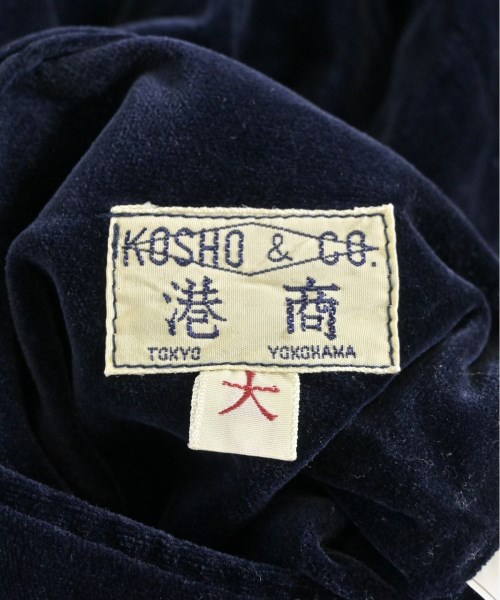 KOSHO & CO.
港 商
TOKYO YOKOHAMA
大